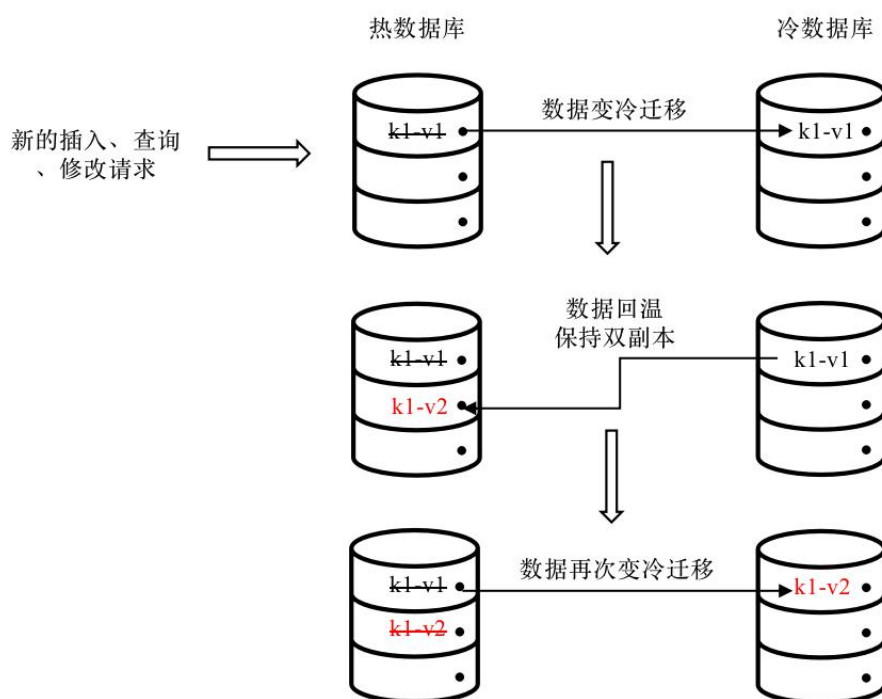 热数据库
冷数据库
新的插入、查询
、修改请求
k1-v1
数据变冷迁移
k1-v1
k1-v1
k1-v2
数据回温
保持双副本
k1-v1
k1-v1
k1-v2
数据再次变冷迁移
k1-v2